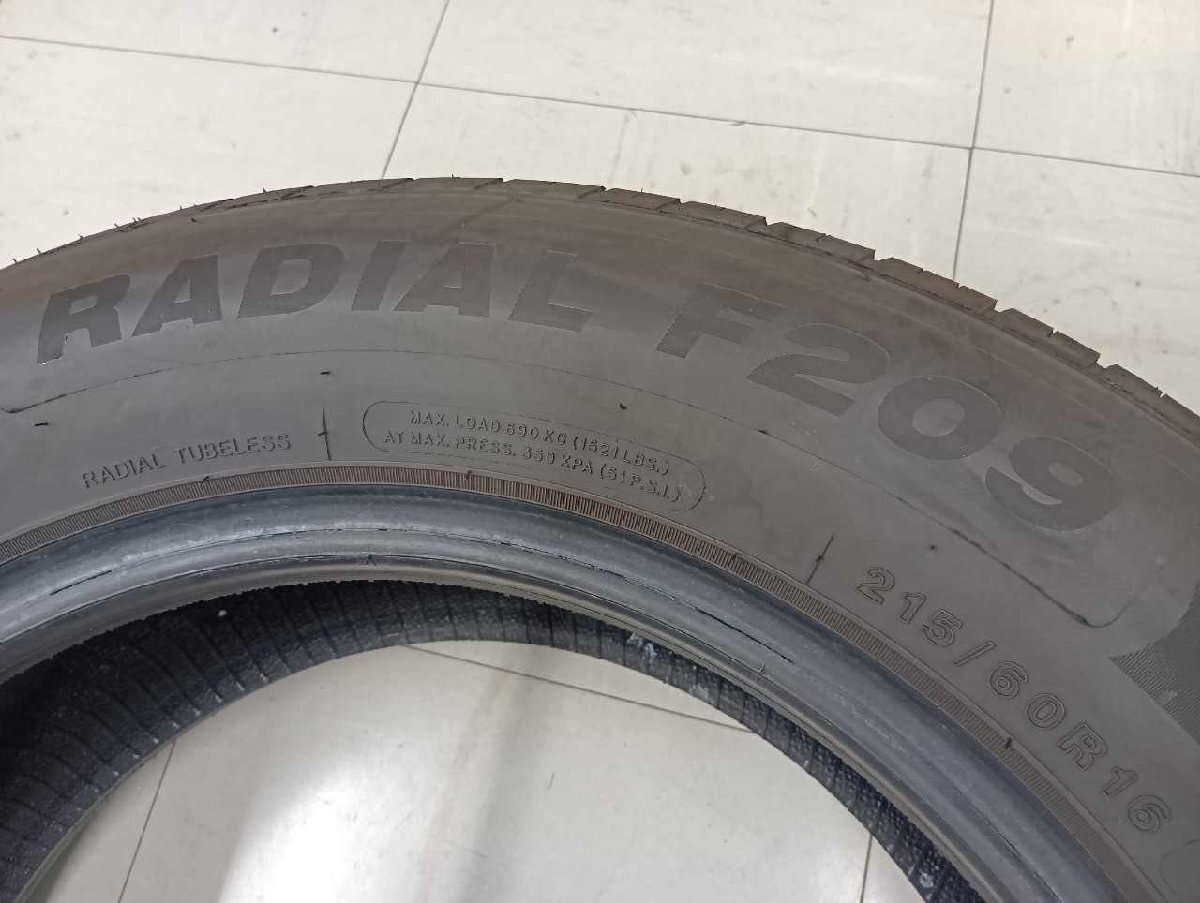 RADIAL F209
RADIAL TUBELESS
MAX. LOAD 690 KG (1521 LBS.)
AT MAX. PRESS. 350 KPA (51 P.S.I.)
215/60R16